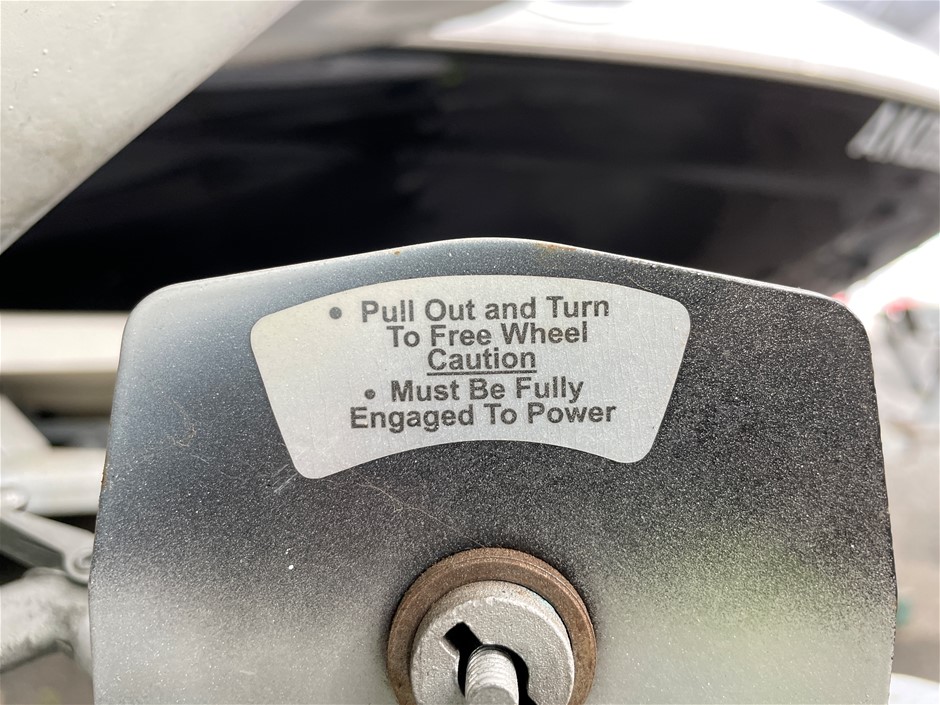 • Pull Out and Turn
To Free Wheel
Caution
• Must Be Fully
Engaged To Power